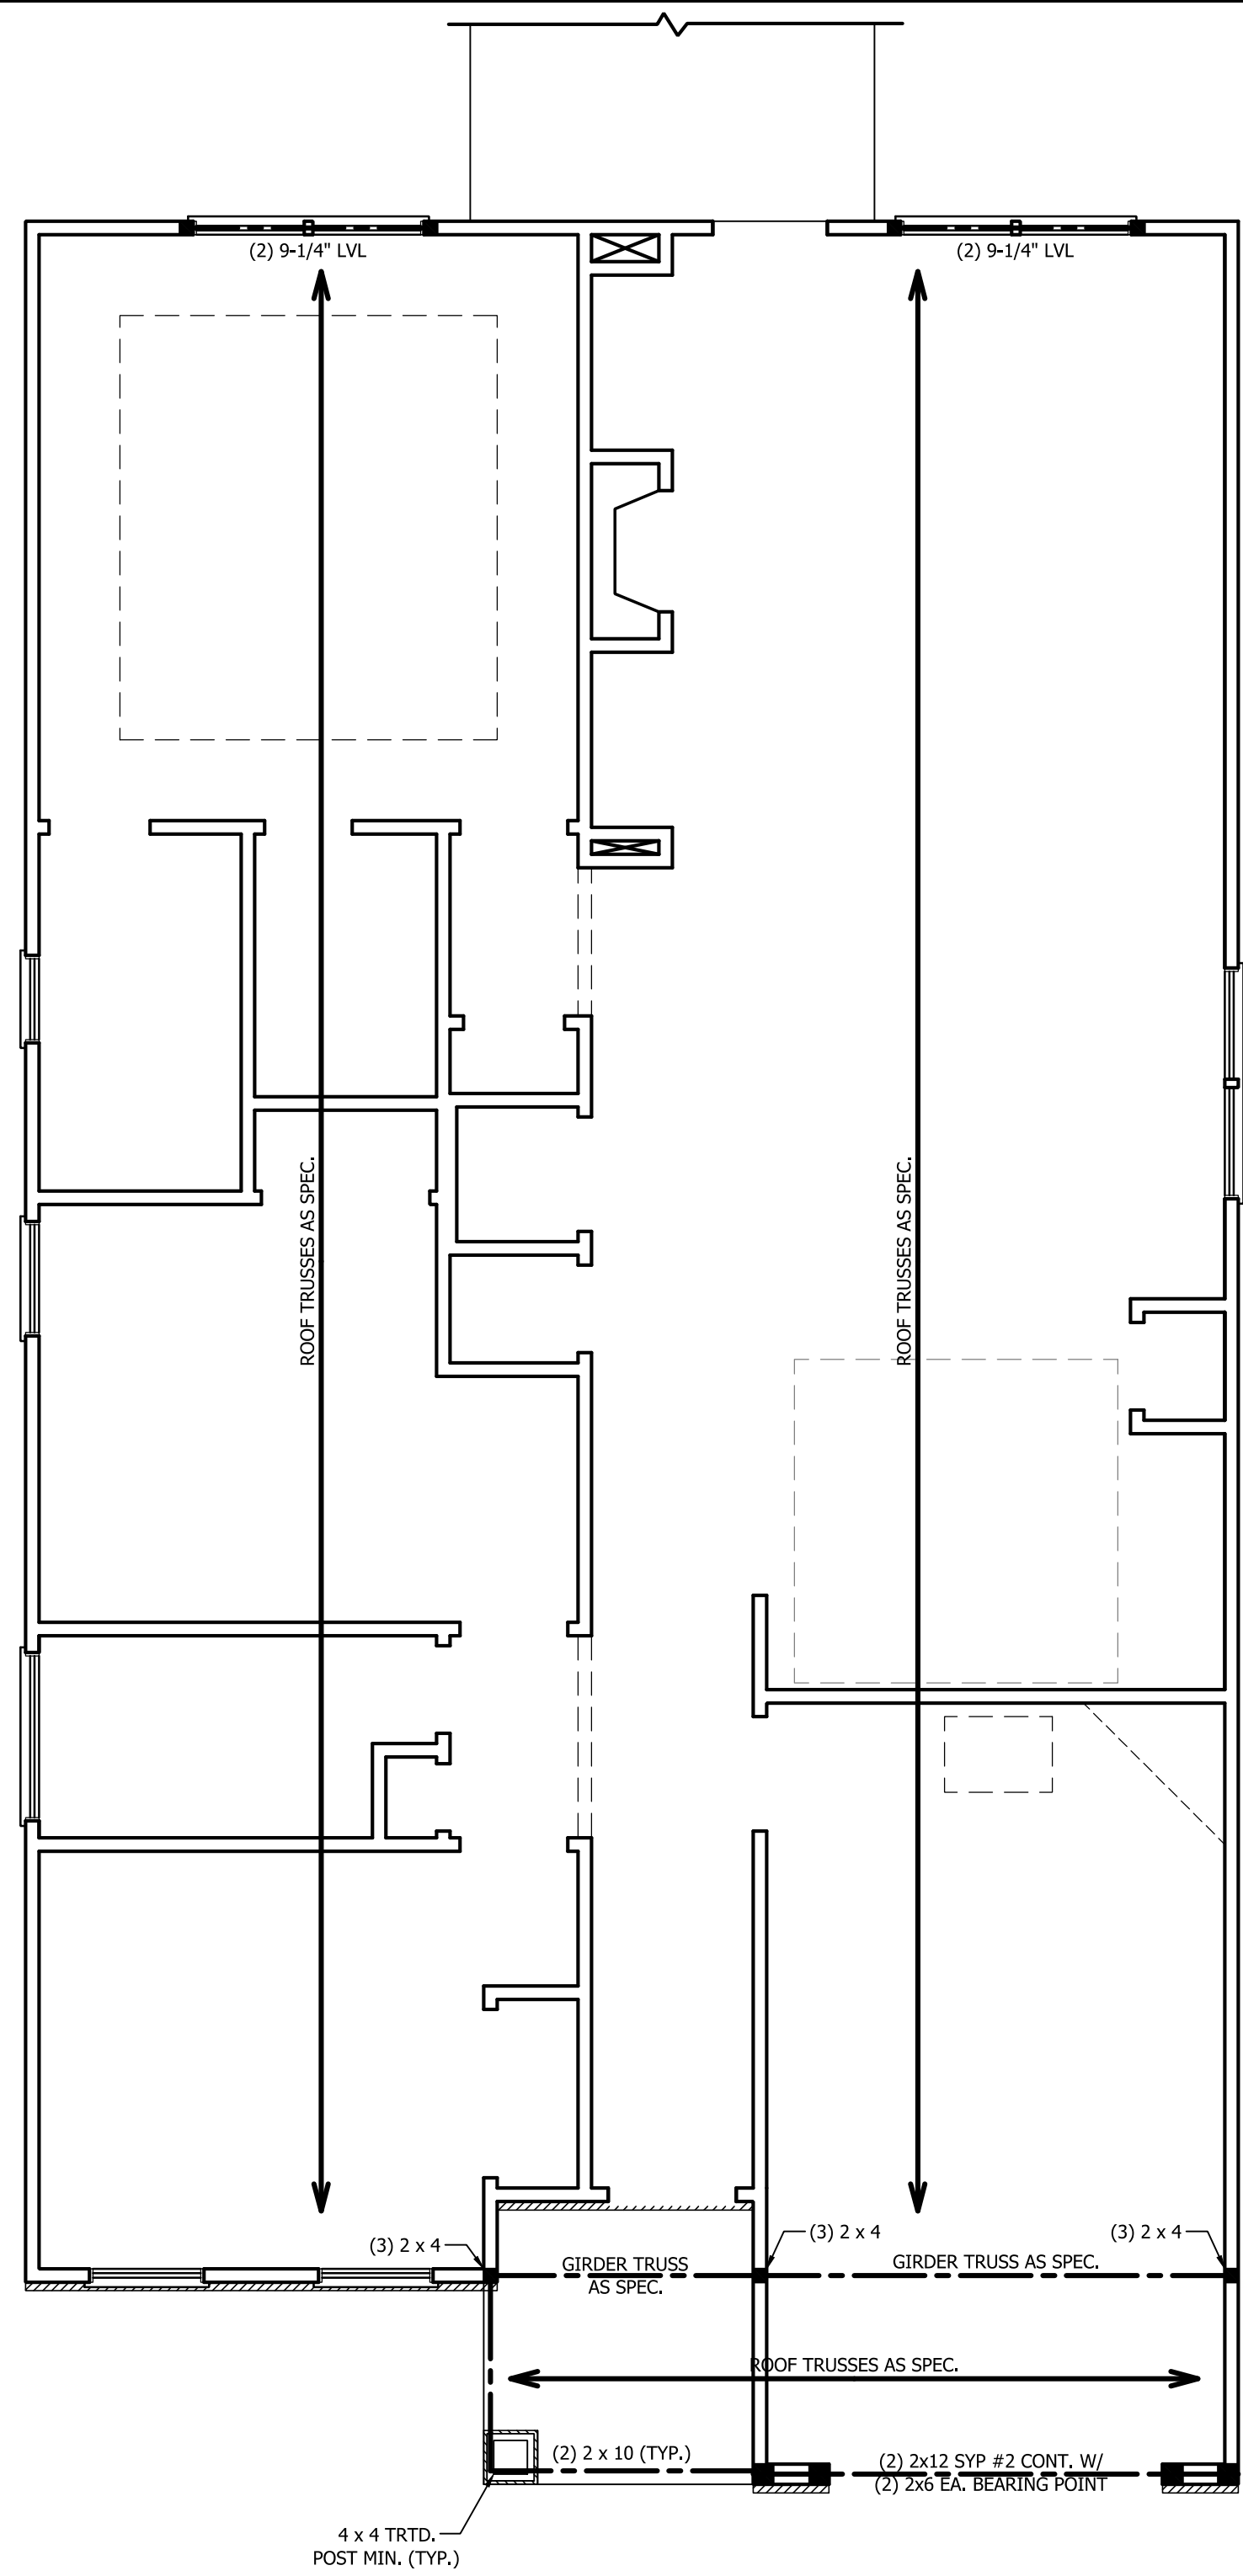 (2) 9-1/4" LVL
(2) 9-1/4" LVL
ROOF TRUSSES AS SPEC.
ROOF TRUSSES AS SPEC.
(3) 2 x 4
(3) 2 x 4
(3) 2 x 4
GIRDER TRUSS
AS SPEC.
GIRDER TRUSS AS SPEC.
ROOF TRUSSES AS SPEC.
(2) 2 x 10 (TYP.)
(2) 2x12 SYP #2 CONT. W/
(2) 2x6 EA. BEARING POINT
4 x 4 TRTD.
POST MIN. (TYP.)